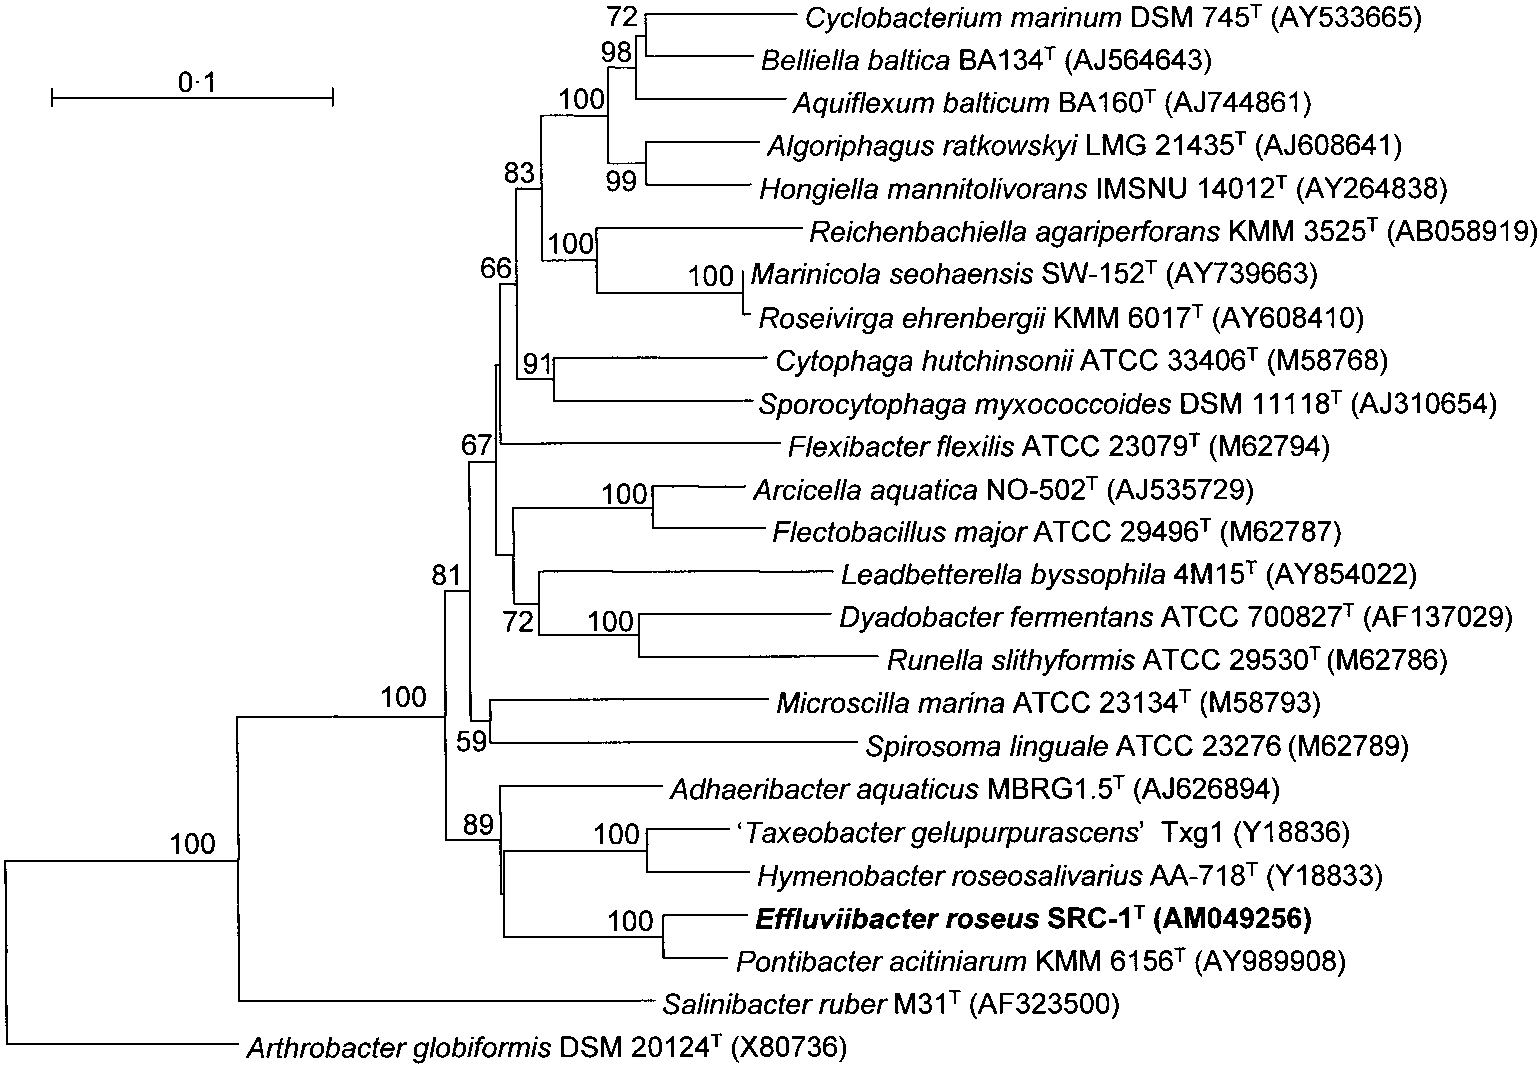 72
Cyclobacterium marinum DSM 745ᵀ (AY533665)
98
Belliella baltica BA134ᵀ (AJ564643)
0·1
100
Aquiflexum balticum BA160ᵀ (AJ744861)
Algoriphagus ratkowskyi LMG 21435ᵀ (AJ608641)
83
99
Hongiella mannitolivorans IMSNU 14012ᵀ (AY264838)
Reichenbachiella agariperforans KMM 3525ᵀ (AB058919)
100
66
100
Marinicola seohaensis SW-152ᵀ (AY739663)
Roseivirga ehrenbergii KMM 6017ᵀ (AY608410)
91
Cytophaga hutchinsonii ATCC 33406ᵀ (M58768)
Sporocytophaga myxococcoides DSM 11118ᵀ (AJ310654)
67
Flexibacter flexilis ATCC 23079ᵀ (M62794)
100
Arcicella aquatica NO-502ᵀ (AJ535729)
Flectobacillus major ATCC 29496ᵀ (M62787)
81
Leadbetterella byssophila 4M15ᵀ (AY854022)
72
100
Dyadobacter fermentans ATCC 700827ᵀ (AF137029)
Runella slithyformis ATCC 29530ᵀ (M62786)
100
Microscilla marina ATCC 23134ᵀ (M58793)
59
Spirosoma linguale ATCC 23276 (M62789)
Adhaeribacter aquaticus MBRG1.5ᵀ (AJ626894)
89
100
‘Taxeobacter gelupurpurascens’ Txg1 (Y18836)
100
Hymenobacter roseosalivarius AA-718ᵀ (Y18833)
100
Effluviibacter roseus SRC-1ᵀ (AM049256)
Pontibacter acitiniarum KMM 6156ᵀ (AY989908)
Salinibacter ruber M31ᵀ (AF323500)
Arthrobacter globiformis DSM 20124ᵀ (X80736)